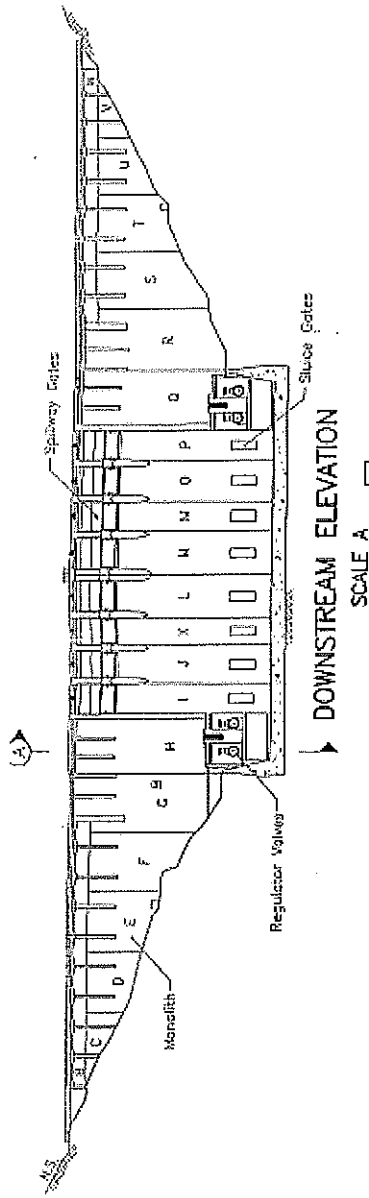 A
Spillway Gates
C
D
E
F
G
H
I
J
K
L
M
N
O
P
Q
R
S
T
U
V
W
Monolith
Regulator Valves
Sluice Gates
DOWNSTREAM ELEVATION
SCALE A